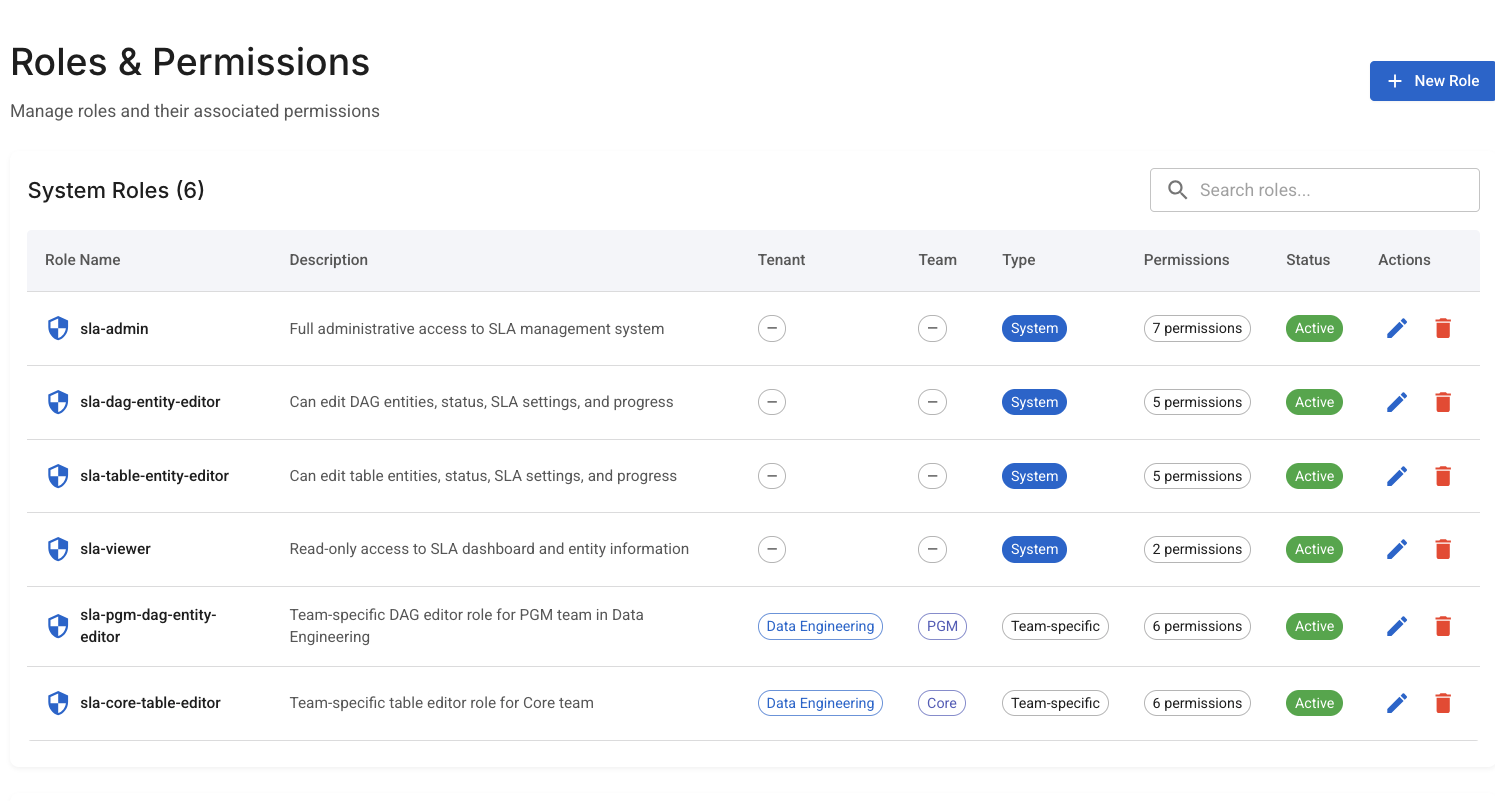 Roles & Permissions
Manage roles and their associated permissions
New Role
System Roles (6)
Search roles...
Role Name Description Tenant Team Type Permissions Status Actions
sla-admin Full administrative access to SLA management system – – System 7 permissions Active
sla-dag-entity-editor Can edit DAG entities, status, SLA settings, and progress – – System 5 permissions Active
sla-table-entity-editor Can edit table entities, status, SLA settings, and progress – – System 5 permissions Active
sla-viewer Read-only access to SLA dashboard and entity information – – System 2 permissions Active
sla-pgm-dag-entity-
editor
Team-specific DAG editor role for PGM team in Data
Engineering
Data Engineering PGM Team-specific 6 permissions Active
sla-core-table-editor Team-specific table editor role for Core team Data Engineering Core Team-specific 6 permissions Active